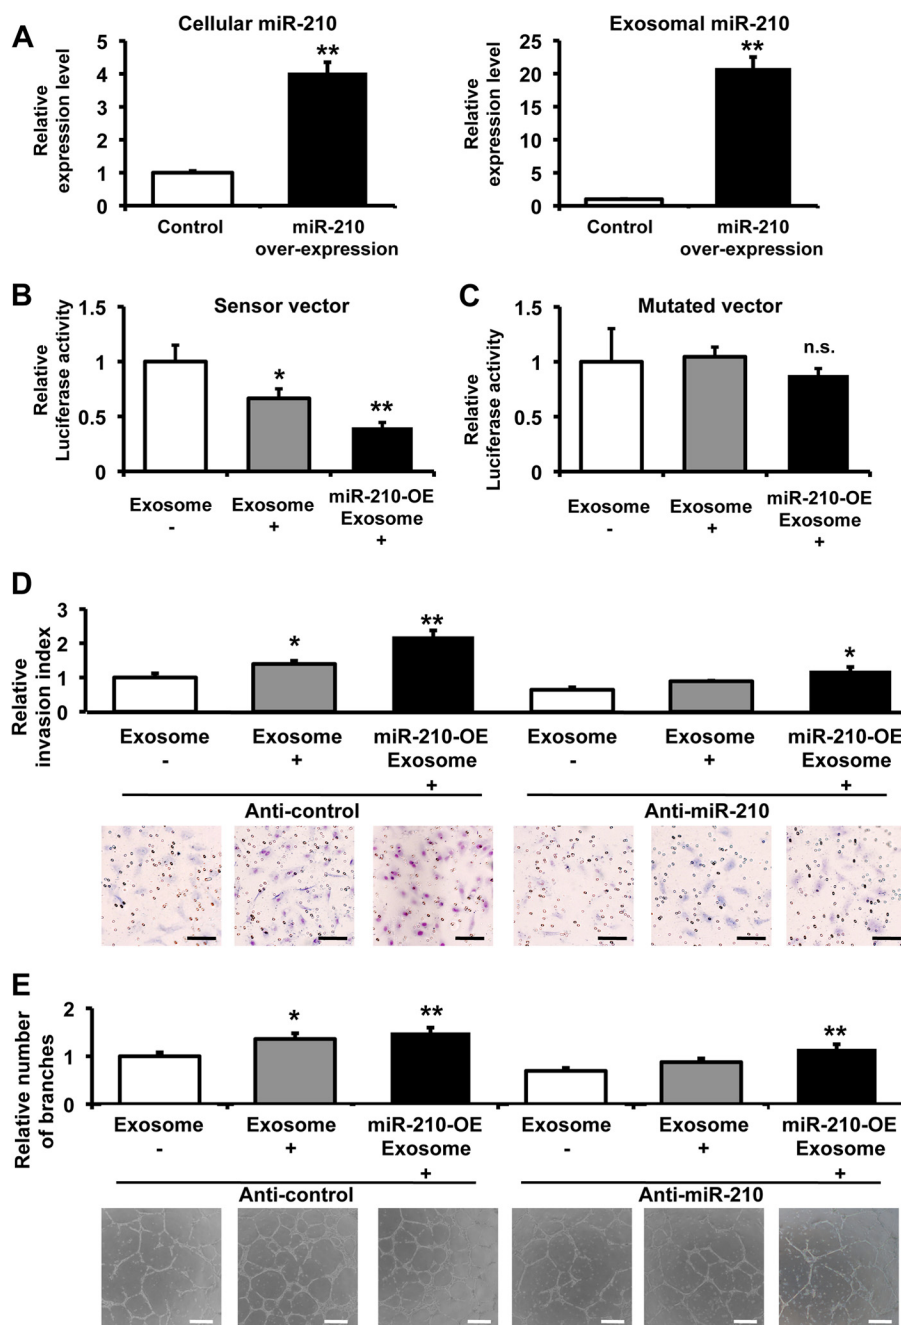 A
Cellular miR-210
Relative
expression level
5
4
3
2
1
0
**
Control
miR-210
over-expression
Exosomal miR-210
Relative
expression level
25
20
15
10
5
0
**
Control
miR-210
over-expression
B
Sensor vector
Relative
Luciferase activity
1.5
1
0.5
0
*
**
Exosome
-
Exosome
+
miR-210-OE
Exosome
+
C
Mutated vector
Relative
Luciferase activity
1.5
1
0.5
0
n.s.
Exosome
-
Exosome
+
miR-210-OE
Exosome
+
D
Relative
invasion index
3
2
1
0
*
**
*
Exosome
-
Exosome
+
miR-210-OE
Exosome
+
Exosome
-
Exosome
+
miR-210-OE
Exosome
+
Anti-control
Anti-miR-210
E
Relative number
of branches
2
1
0
*
**
**
Exosome
-
Exosome
+
miR-210-OE
Exosome
+
Exosome
-
Exosome
+
miR-210-OE
Exosome
+
Anti-control
Anti-miR-210